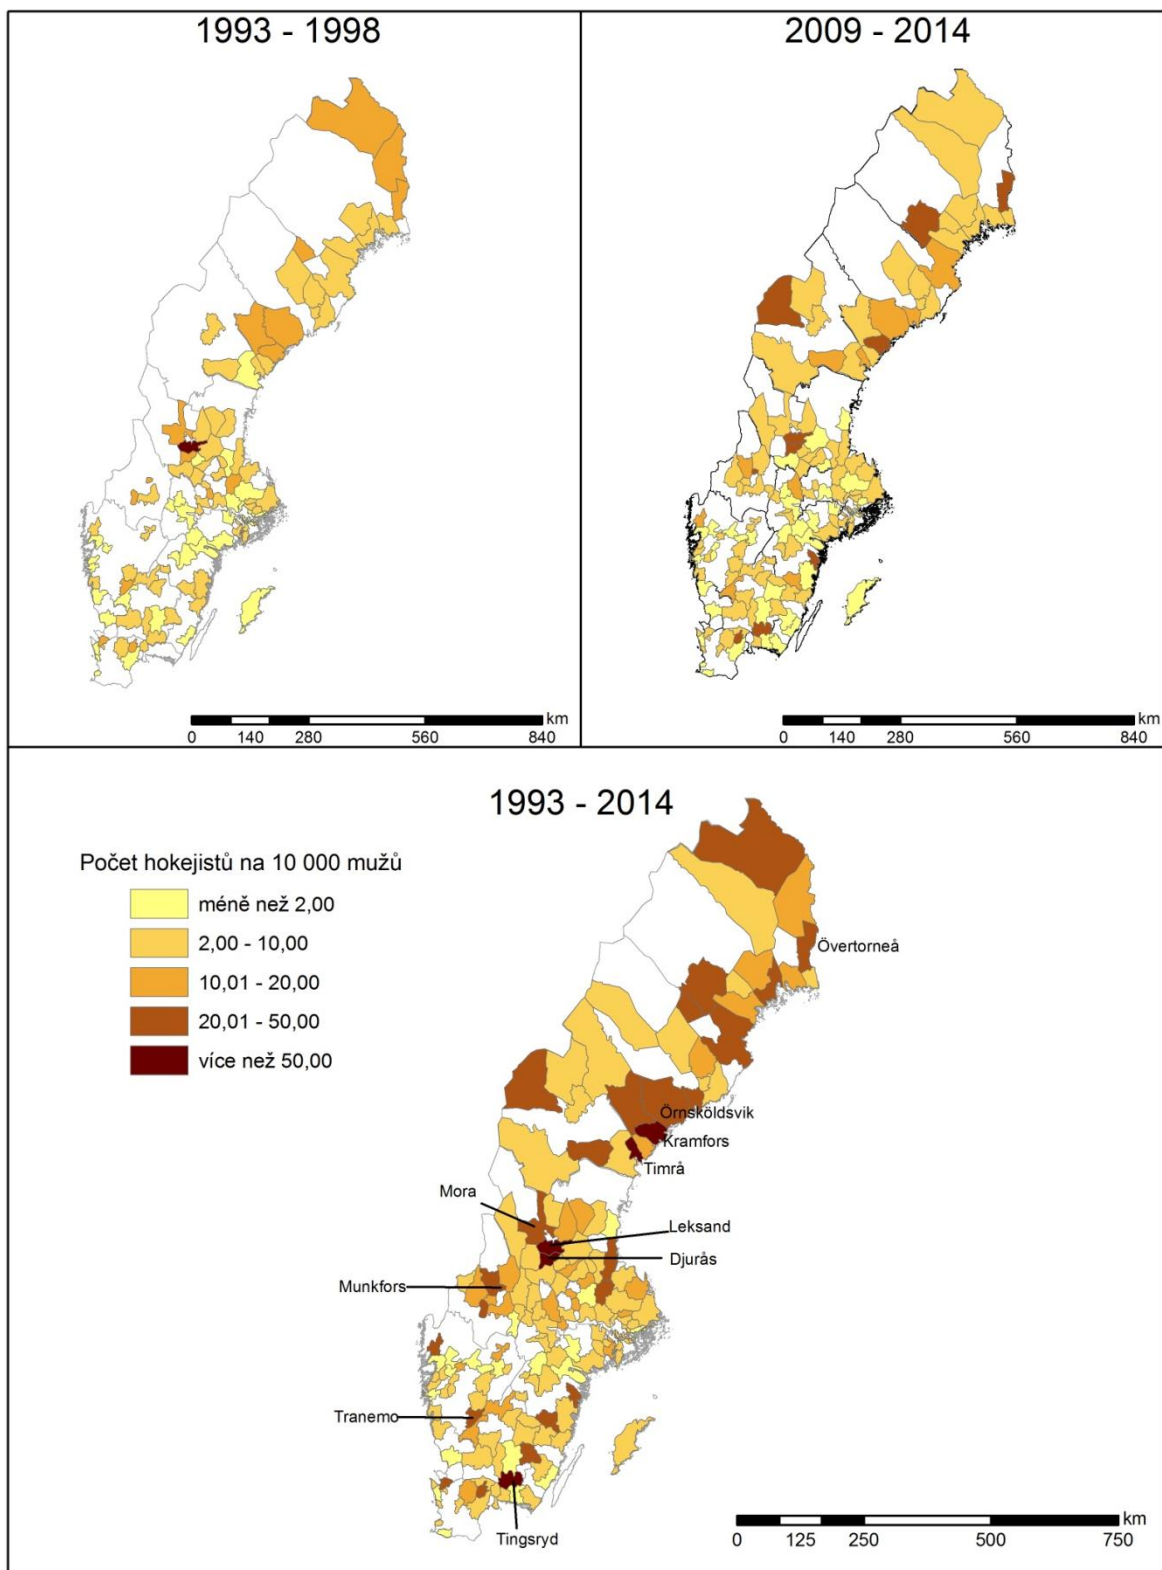 1993 - 1998
km
0 140 280 560 840
2009 - 2014
km
0 140 280 560 840
1993 - 2014
Počet hokejistů na 10 000 mužů
méně než 2,00
2,00 - 10,00
10,01 - 20,00
20,01 - 50,00
více než 50,00
Övertorneå
Örnsköldsvik
Kramfors
Timrå
Mora
Leksand
Djurås
Munkfors
Tranemo
Tingsryd
km
0 125 250 500 750